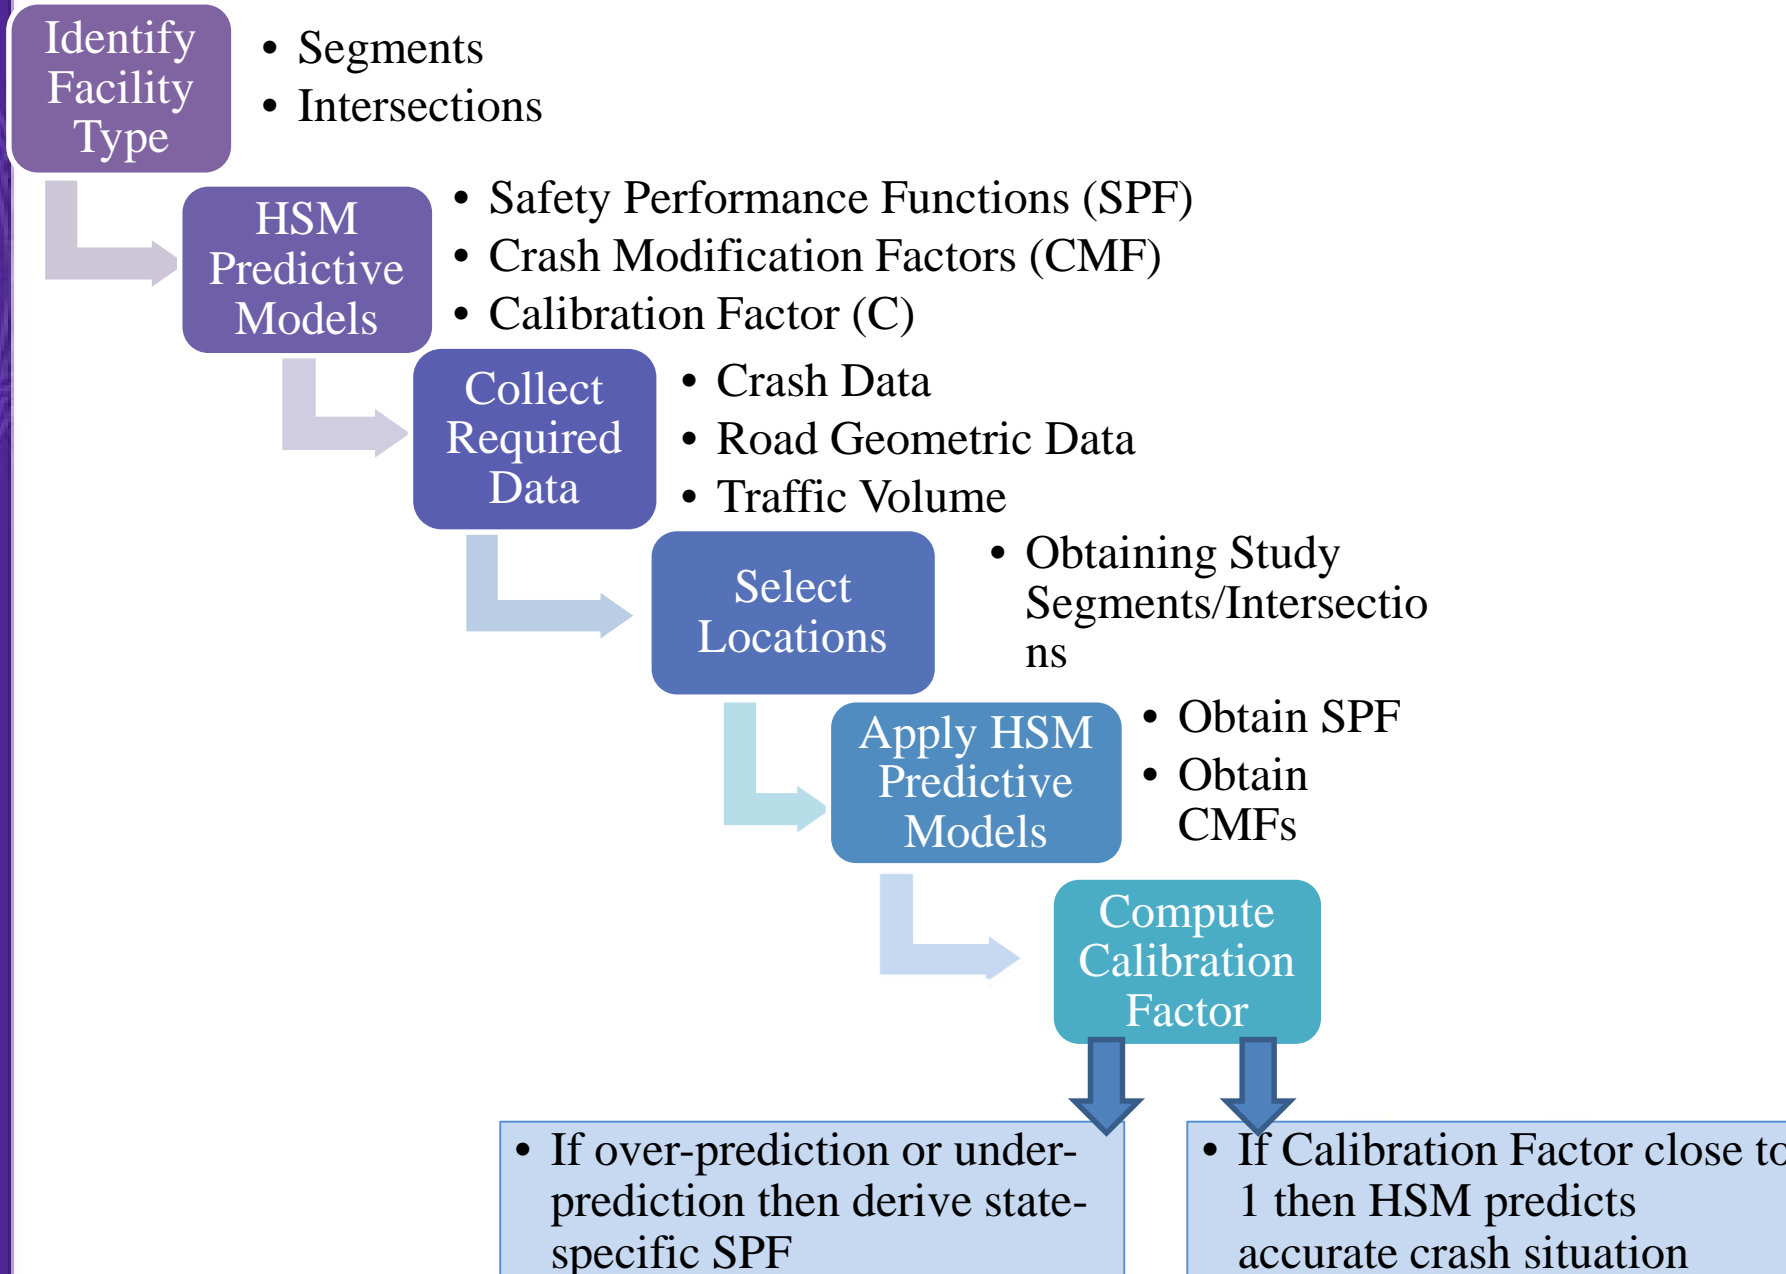 Identify
Facility
Type
• Segments
• Intersections
HSM
Predictive
Models
• Safety Performance Functions (SPF)
• Crash Modification Factors (CMF)
• Calibration Factor (C)
Collect
Required
Data
• Crash Data
• Road Geometric Data
• Traffic Volume
Select
Locations
• Obtaining Study
Segments/Intersectio
ns
Apply HSM
Predictive
Models
• Obtain SPF
• Obtain
CMFs
Compute
Calibration
Factor
• If over-prediction or under-
prediction then derive state-
specific SPF
• If Calibration Factor close to
1 then HSM predicts
accurate crash situation